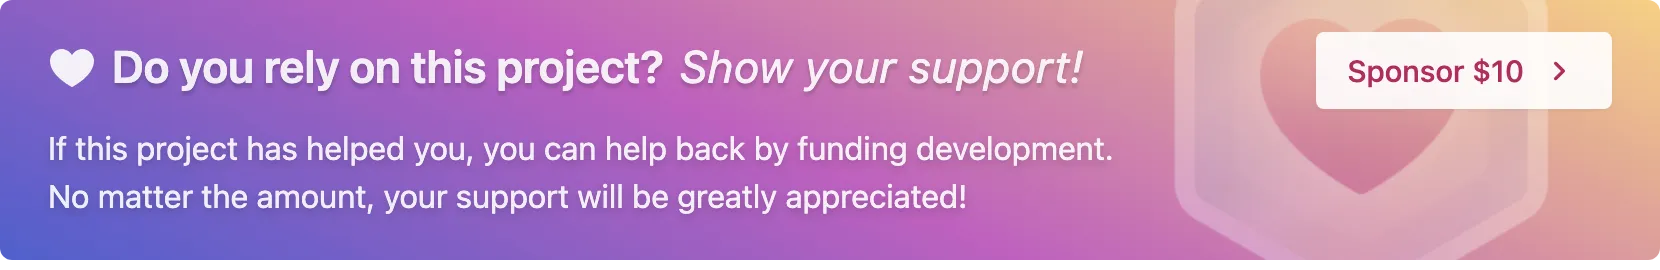 Do you rely on this project? Show your support!
Sponsor $10
If this project has helped you, you can help back by funding development.
No matter the amount, your support will be greatly appreciated!